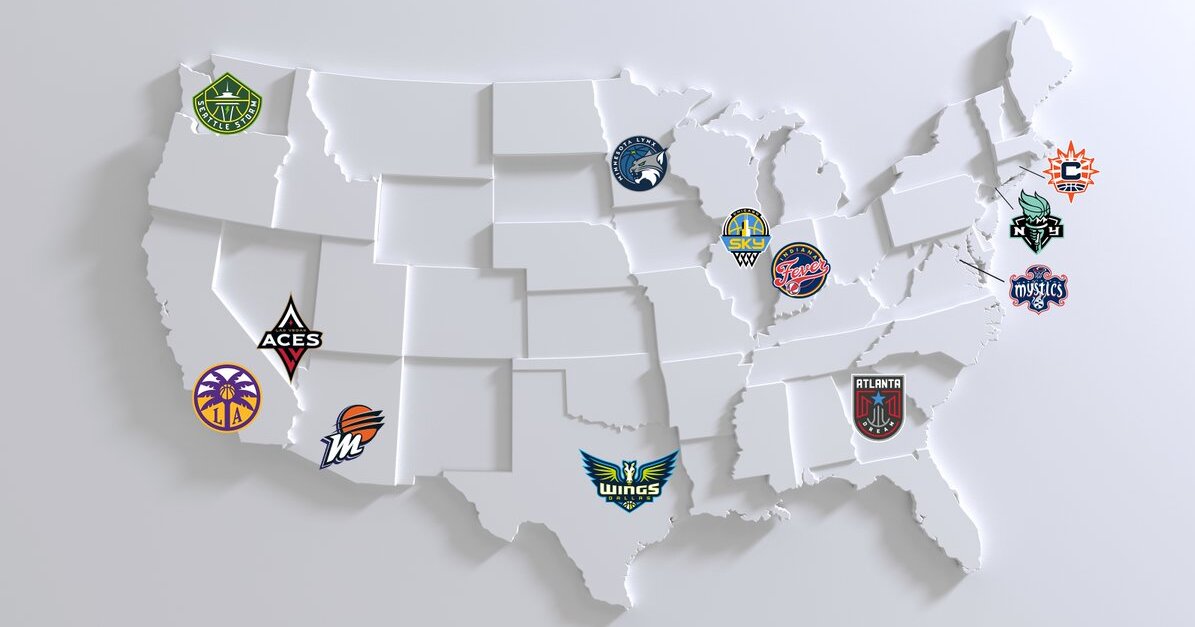 SEATTLE STORM
MINNESOTA LYNX
C
NY
CHICAGO
SKY
INDIANA
Fever
mystics
LAS VEGAS
ACES
LA
M
ATLANTA
DREAM
WINGS
DALLAS